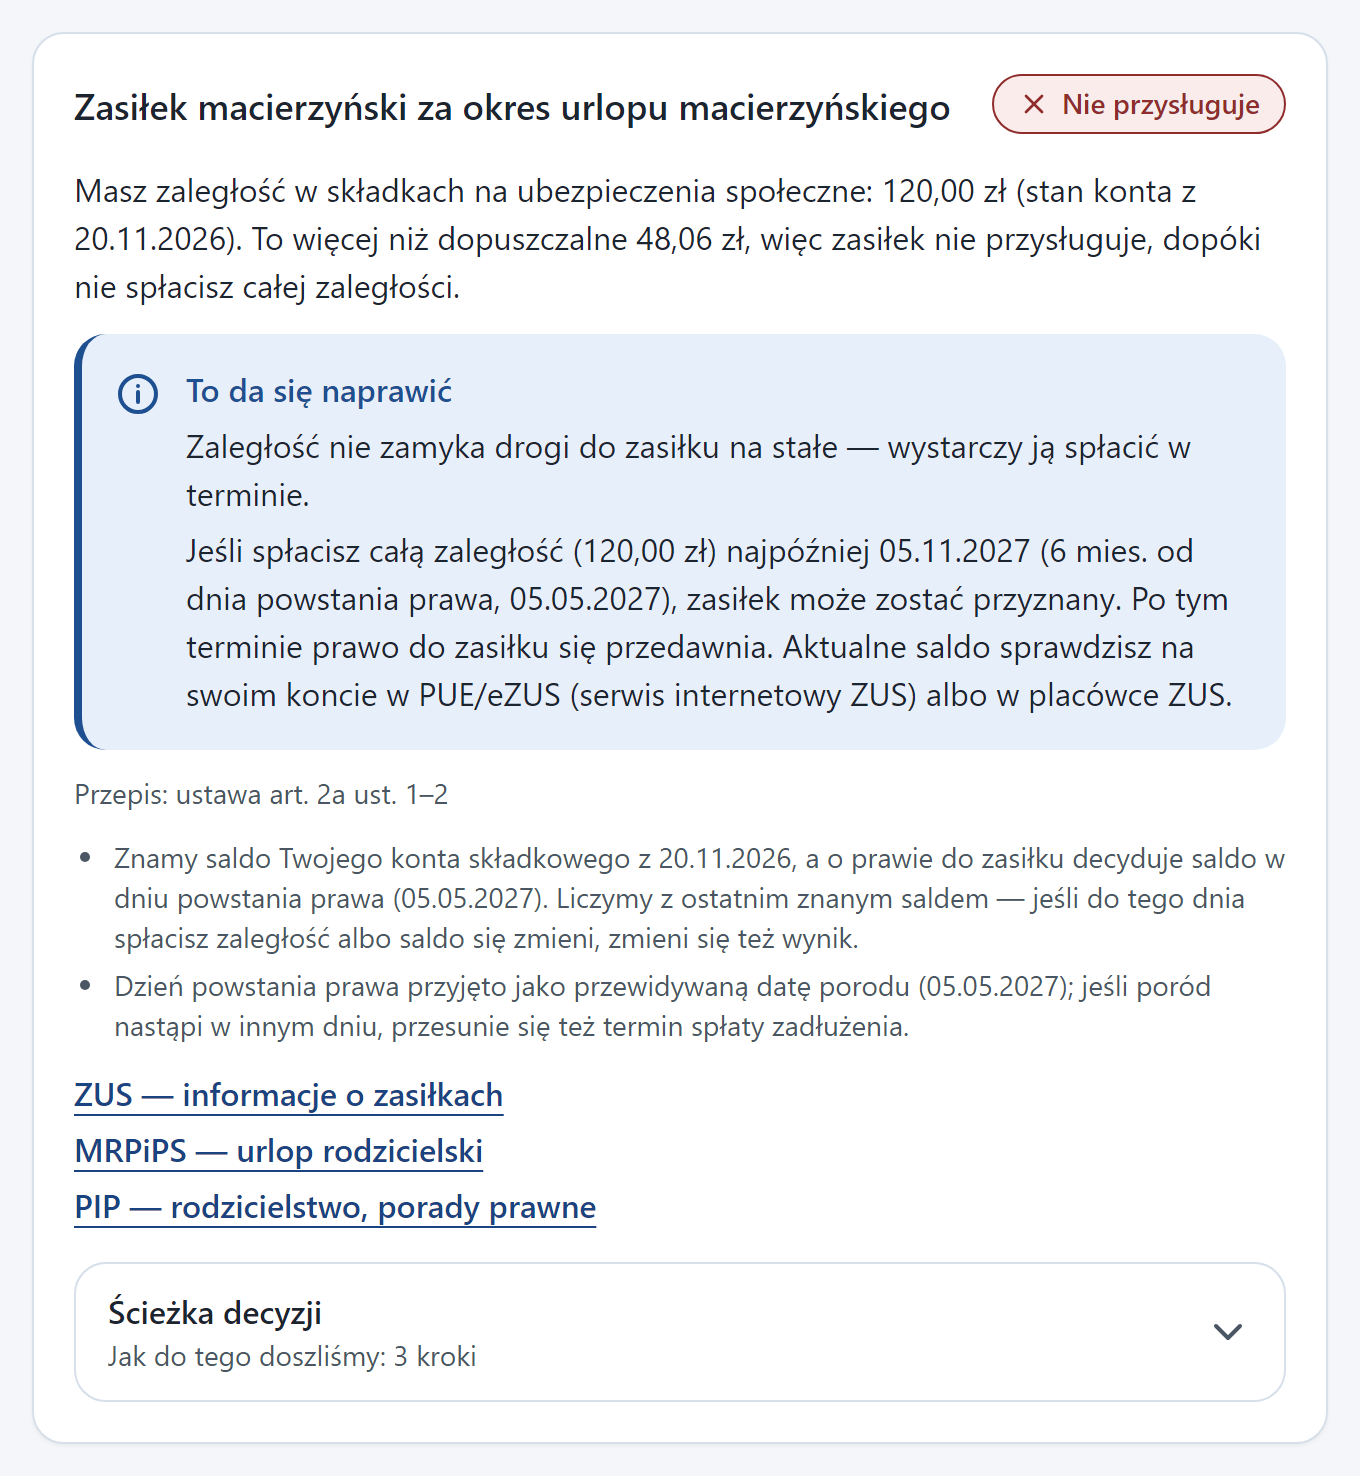 Zasiłek macierzyński za okres urlopu macierzyńskiego
Nie przysługuje
Masz zaległość w składkach na ubezpieczenia społeczne: 120,00 zł (stan konta z
20.11.2026). To więcej niż dopuszczalne 48,06 zł, więc zasiłek nie przysługuje, dopóki
nie spłacisz całej zaległości.
To da się naprawić
Zaległość nie zamyka drogi do zasiłku na stałe — wystarczy ją spłacić w
terminie.
Jeśli spłacisz całą zaległość (120,00 zł) najpóźniej 05.11.2027 (6 mies. od
dnia powstania prawa, 05.05.2027), zasiłek może zostać przyznany. Po tym
terminie prawo do zasiłku się przedawnia. Aktualne saldo sprawdzisz na
swoim koncie w PUE/eZUS (serwis internetowy ZUS) albo w placówce ZUS.
Przepis: ustawa art. 2a ust. 1–2
• Znamy saldo Twojego konta składkowego z 20.11.2026, a o prawie do zasiłku decyduje saldo w
dniu powstania prawa (05.05.2027). Liczymy z ostatnim znanym saldem — jeśli do tego dnia
spłacisz zaległość albo saldo się zmieni, zmieni się też wynik.
• Dzień powstania prawa przyjęto jako przewidywaną datę porodu (05.05.2027); jeśli poród
nastąpi w innym dniu, przesunie się też termin spłaty zadłużenia.
ZUS — informacje o zasiłkach
MRPiPS — urlop rodzicielski
PIP — rodzicielstwo, porady prawne
Ścieżka decyzji
Jak do tego doszliśmy: 3 kroki